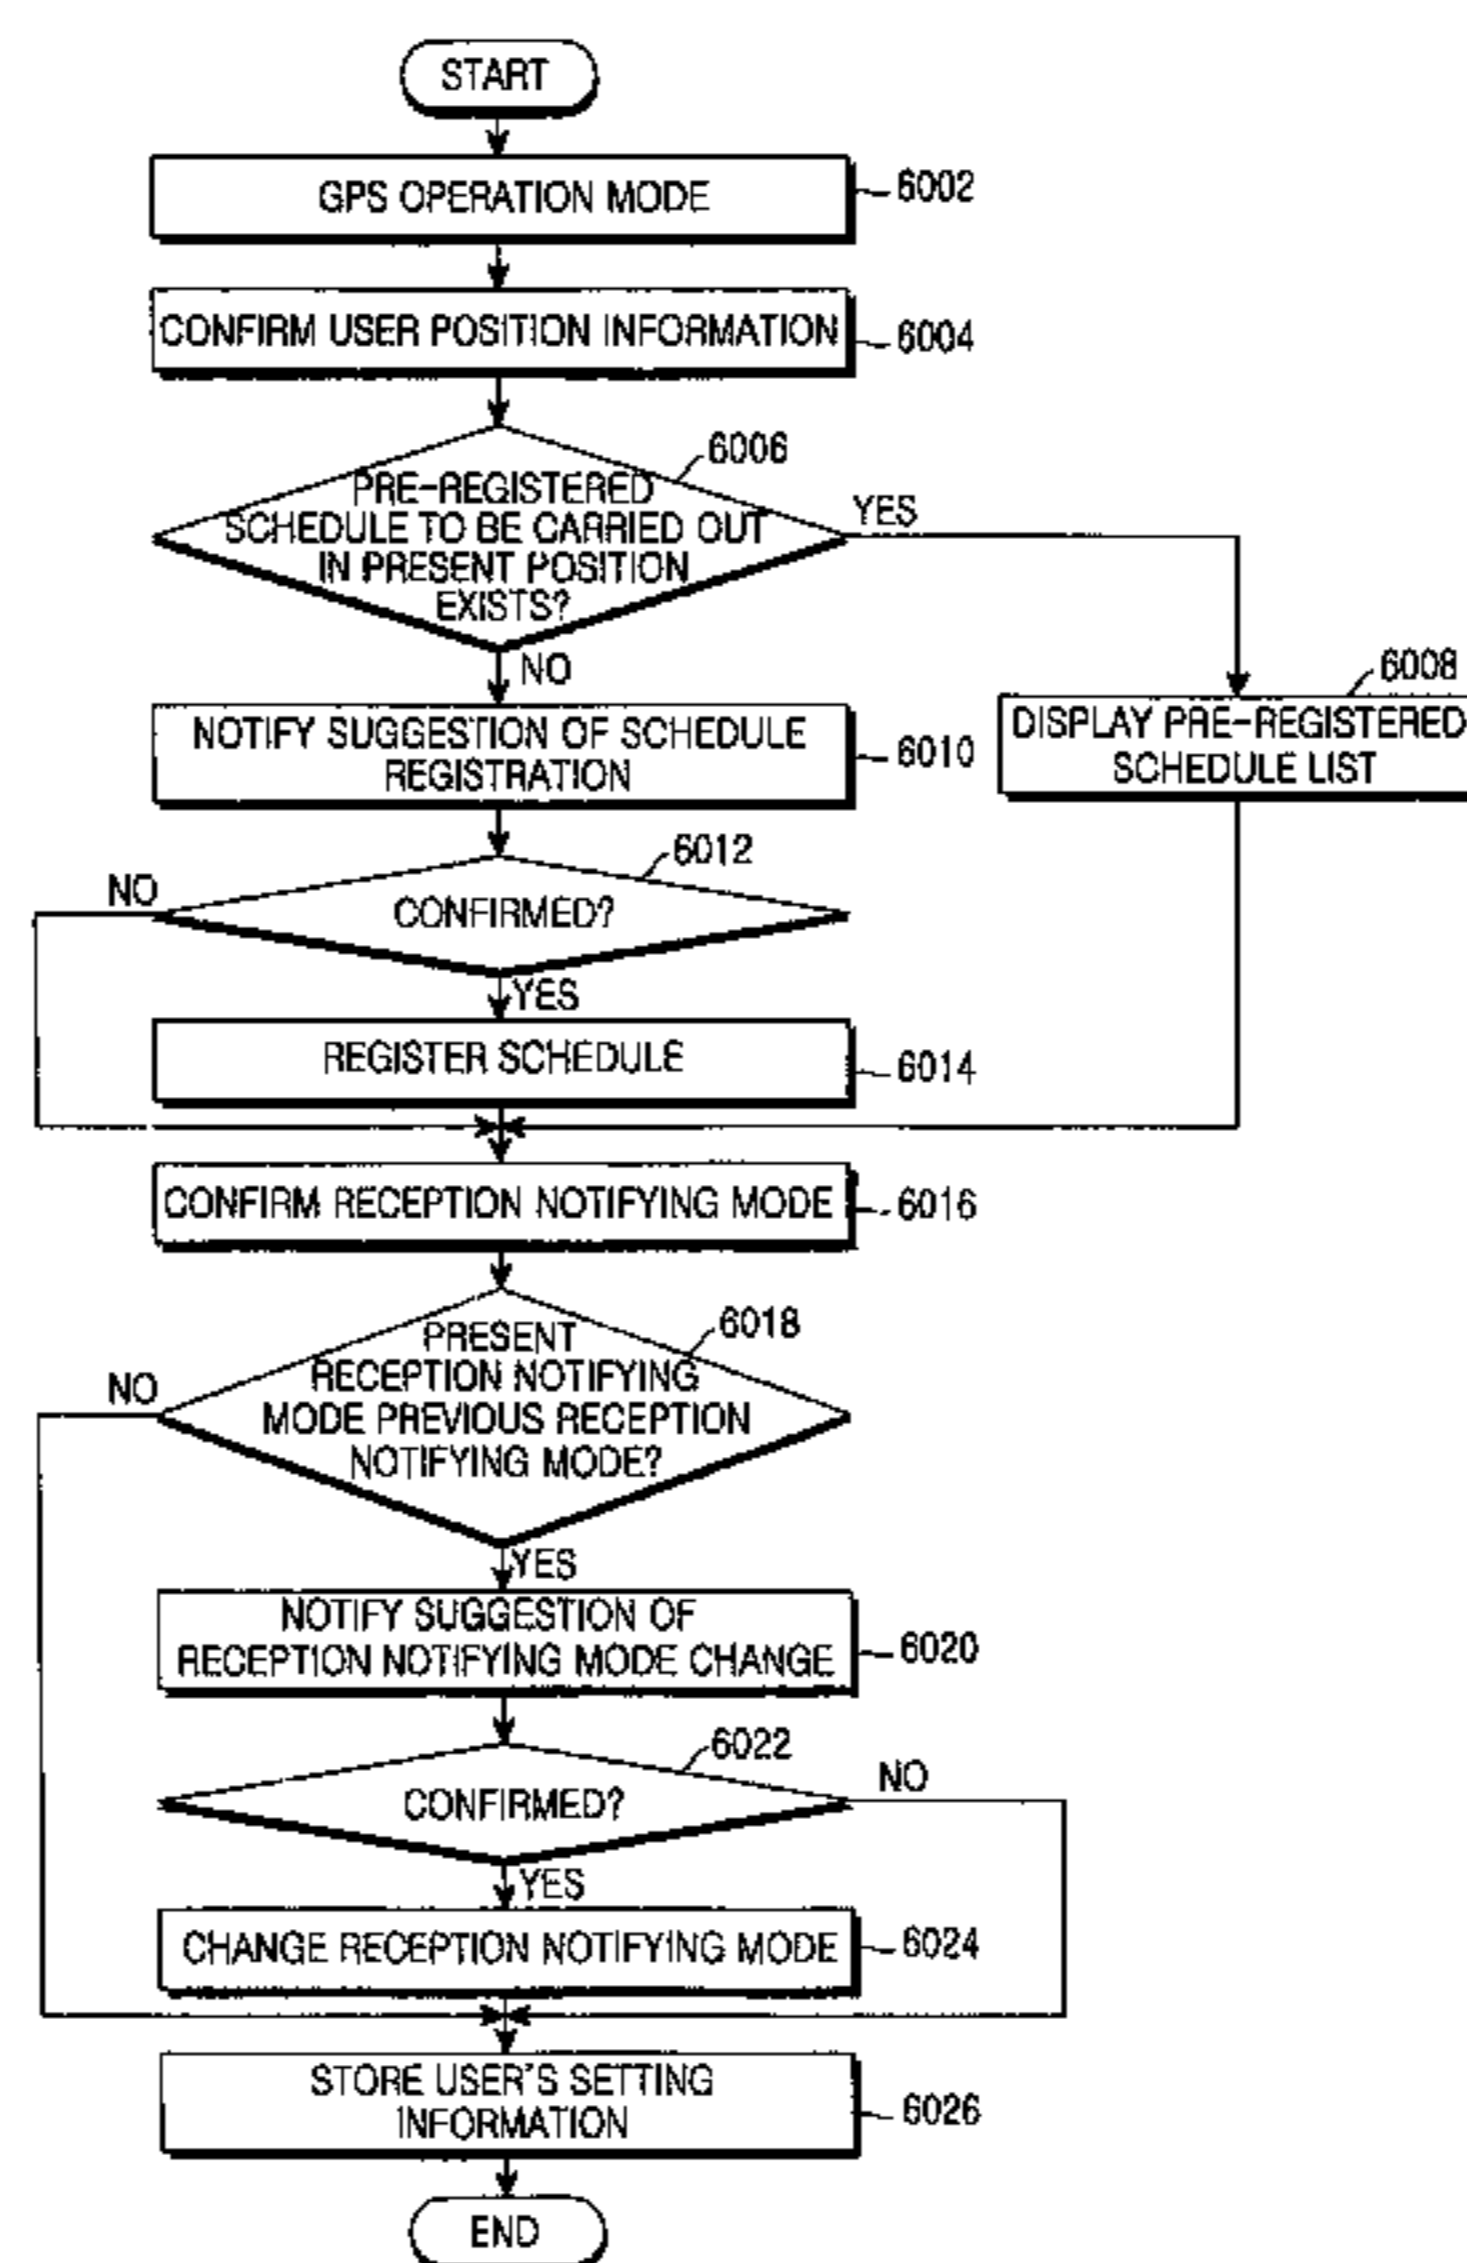 START
GPS OPERATION MODE
6002
CONFIRM USER POSITION INFORMATION
6004
6006
PRE-REGISTERED
SCHEDULE TO BE CARRIED OUT
IN PRESENT POSITION
EXISTS?
YES
NO
6008
DISPLAY PRE-REGISTERED
SCHEDULE LIST
NOTIFY SUGGESTION OF SCHEDULE
REGISTRATION
6010
6012
NO
CONFIRMED?
YES
REGISTER SCHEDULE
6014
CONFIRM RECEPTION NOTIFYING MODE
6016
6018
NO
PRESENT
RECEPTION NOTIFYING
MODE PREVIOUS RECEPTION
NOTIFYING MODE?
YES
NOTIFY SUGGESTION OF
RECEPTION NOTIFYING MODE CHANGE
6020
6022
CONFIRMED?
NO
YES
CHANGE RECEPTION NOTIFYING MODE
6024
STORE USER'S SETTING
INFORMATION
6026
END